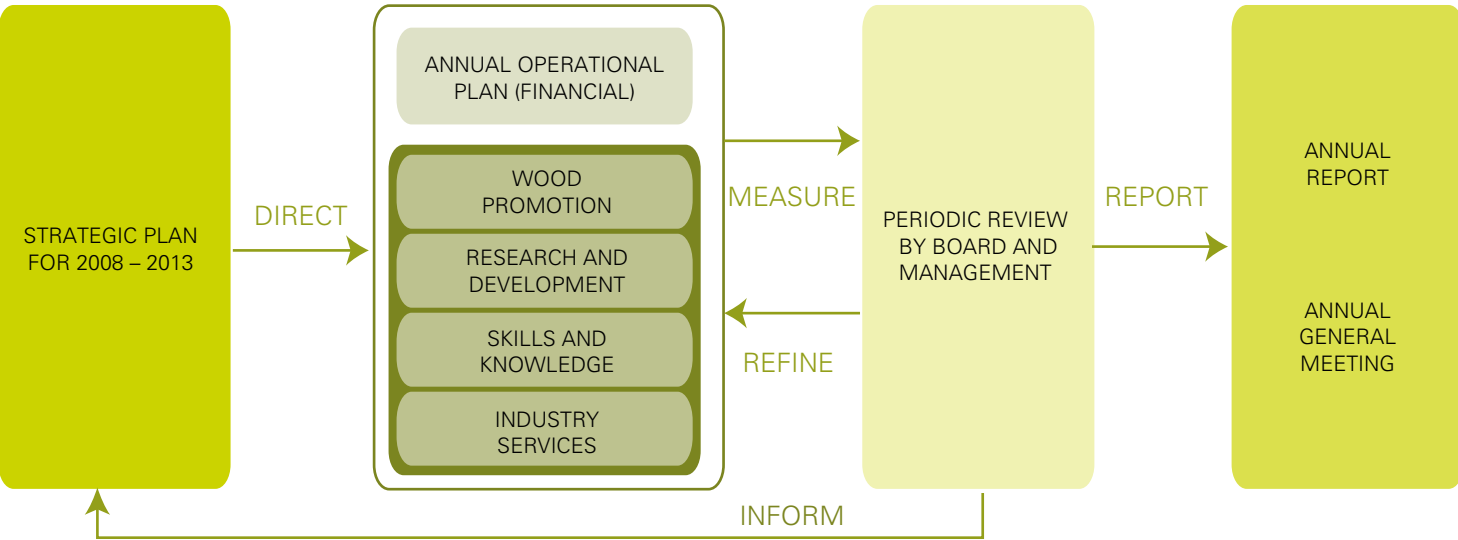 STRATEGIC PLAN
FOR 2008 – 2013
DIRECT
ANNUAL OPERATIONAL
PLAN (FINANCIAL)
WOOD
PROMOTION
RESEARCH AND
DEVELOPMENT
SKILLS AND
KNOWLEDGE
INDUSTRY
SERVICES
MEASURE
REFINE
PERIODIC REVIEW
BY BOARD AND
MANAGEMENT
REPORT
ANNUAL
REPORT
ANNUAL
GENERAL
MEETING
INFORM